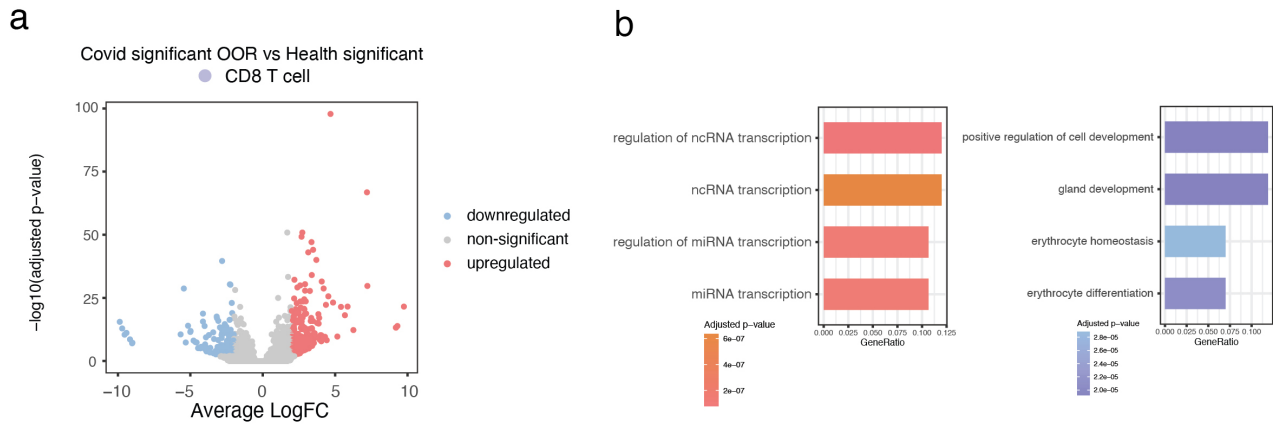 a
Covid significant OOR vs Health significant
CD8 T cell
−log10(adjusted p−value)
100
75
50
25
0
−10
−5
0
5
10
Average LogFC
downregulated
non-significant
upregulated
b
regulation of ncRNA transcription
ncRNA transcription
regulation of miRNA transcription
miRNA transcription
0.000 0.025 0.050 0.075 0.100 0.125
GeneRatio
Adjusted p−value
6e−07
4e−07
2e−07
positive regulation of cell development
gland development
erythrocyte homeostasis
erythrocyte differentiation
0.000 0.025 0.050 0.075 0.100
GeneRatio
Adjusted p−value
2.8e−05
2.6e−05
2.4e−05
2.2e−05
2.0e−05